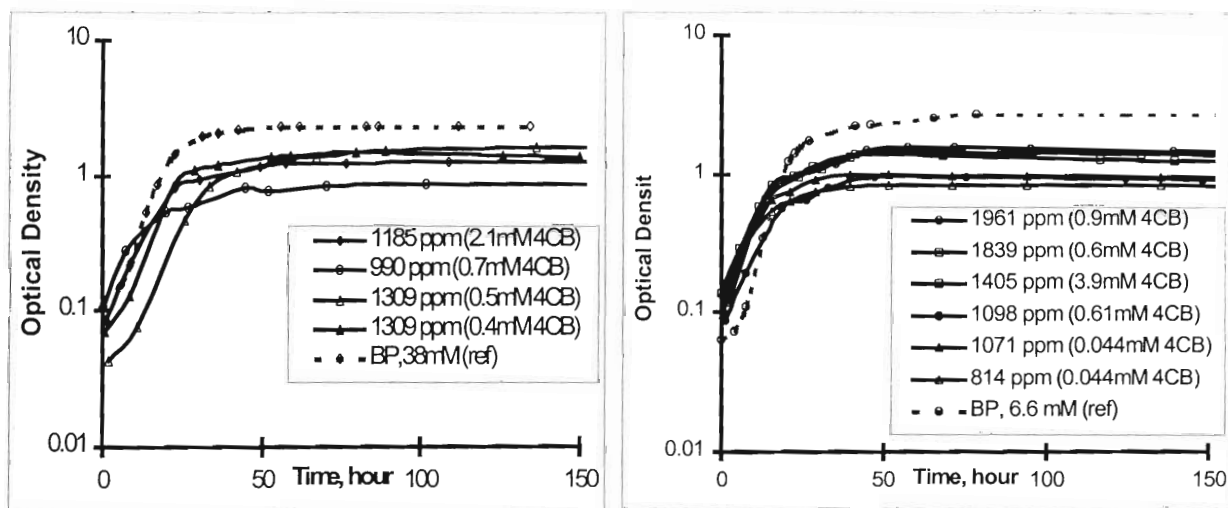 10
1
0.1
0.01
Optical Density
0
50
100
150
Time, hour
1185 ppm (2.1mM 4CB)
990 ppm (0.7mM 4CB)
1309 ppm (0.5mM 4CB)
1309 ppm (0.4mM 4CB)
BP,38mM (ref)
10
1
0.1
0.01
Optical Densit
0
50
100
150
Time, hour
1961 ppm (0.9mM 4CB)
1839 ppm (0.6mM 4CB)
1405 ppm (3.9mM 4CB)
1098 ppm (0.61mM 4CB)
1071 ppm (0.044mM 4CB)
814 ppm (0.044mM 4CB)
BP, 6.6 mM (ref)